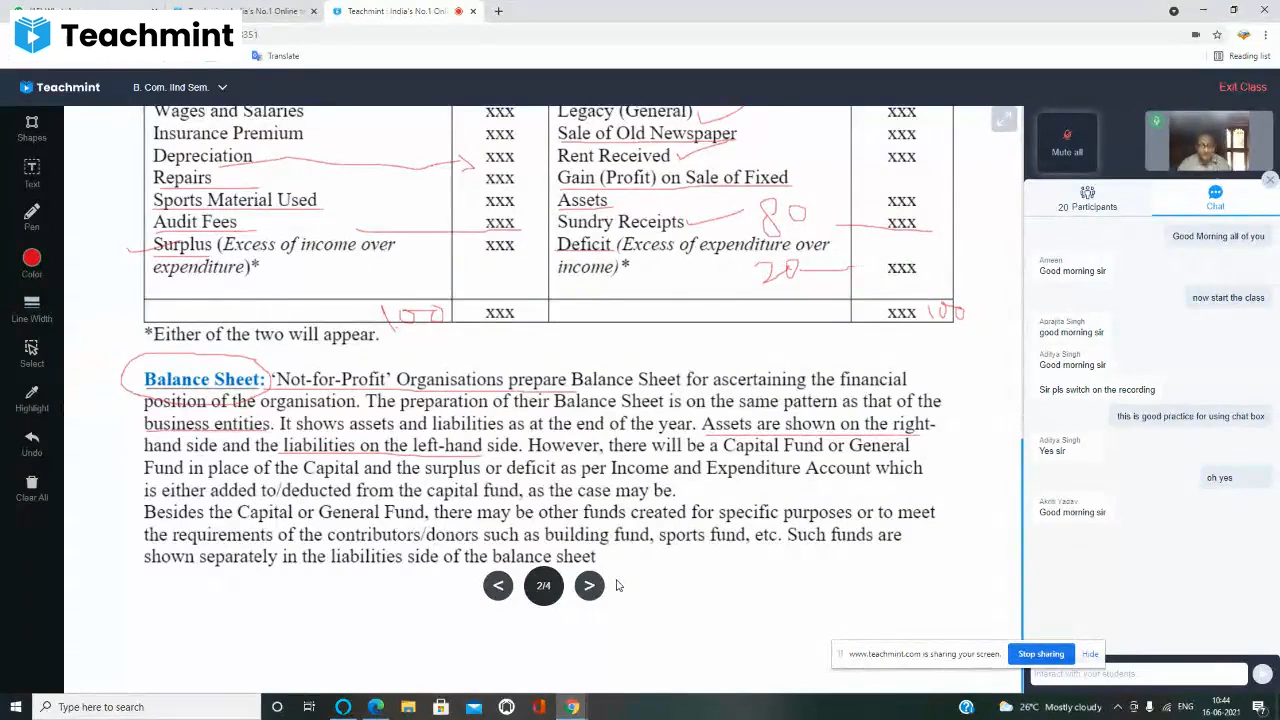 Teachmint : India's No.1 Online
Teachmint
Translate
Reading list
Teachmint
B. Com. IInd Sem.
Exit Class
Shapes
Text
Pen
Color
Line Width
Select
Highlight
Undo
Clear All
Wages and Salaries xxx Legacy (General) xxx
Insurance Premium xxx Sale of Old Newspaper xxx
Depreciation xxx Rent Received xxx
Repairs xxx Gain (Profit) on Sale of Fixed
Sports Material Used xxx Assets xxx
Audit Fees xxx Sundry Receipts 80 xxx
Surplus (Excess of income over xxx Deficit (Excess of expenditure over
expenditure)* income)* 20 xxx
100 xxx xxx 100
*Either of the two will appear.
Balance Sheet: ‘Not-for-Profit’ Organisations prepare Balance Sheet for ascertaining the financial
position of the organisation. The preparation of their Balance Sheet is on the same pattern as that of the
business entities. It shows assets and liabilities as at the end of the year. Assets are shown on the right-
hand side and the liabilities on the left-hand side. However, there will be a Capital Fund or General
Fund in place of the Capital and the surplus or deficit as per Income and Expenditure Account which
is either added to/deducted from the capital fund, as the case may be.
Besides the Capital or General Fund, there may be other funds created for specific purposes or to meet
the requirements of the contributors/donors such as building fund, sports fund, etc. Such funds are
shown separately in the liabilities side of the balance sheet
2/4
Mute all
20 Participants
Chat
Good Morning all of you
Good morning sir
now start the class
Aprajita Singh
good morning sir
Aditya Singh
Good morning sir
Sir pls switch on the recording
this is good practice for using chat box
Aditya Singh
Yes sir
oh yes
Akriti Yadav
Good morning sir
www.teachmint.com is sharing your screen.
Stop sharing
Hide
Interact with your students
Type here to search
26°C Mostly cloudy
ENG
10:44
16-06-2021